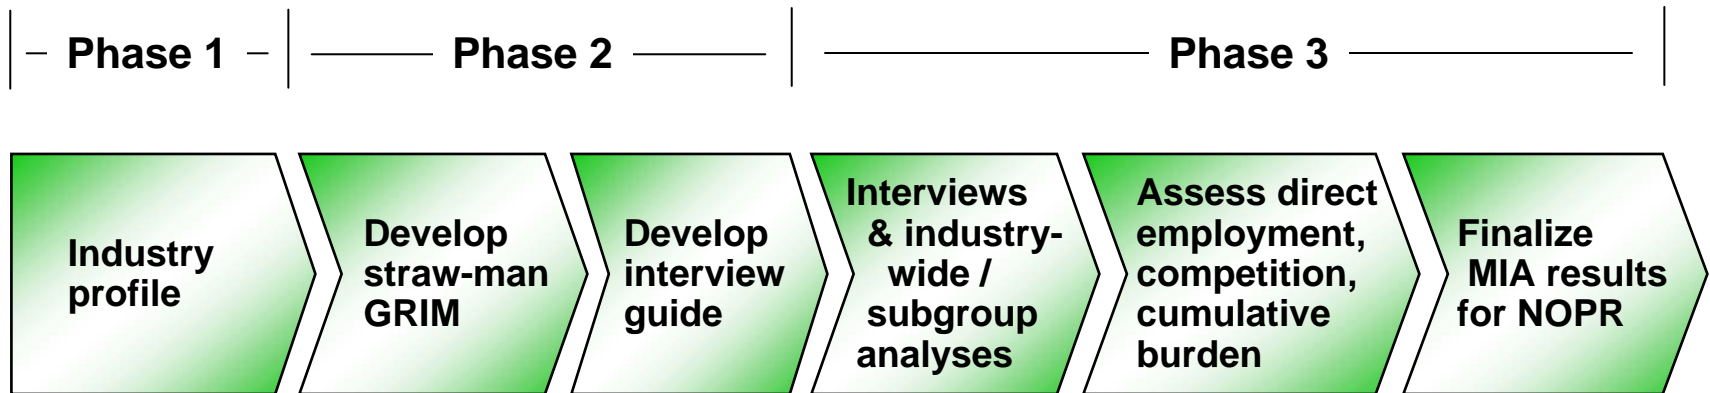 Phase 1
Phase 2
Phase 3
Industry
profile
Develop
straw-man
GRIM
Develop
interview
guide
Interviews
& industry-
wide /
subgroup
analyses
Assess direct
employment,
competition,
cumulative
burden
Finalize
MIA results
for NOPR